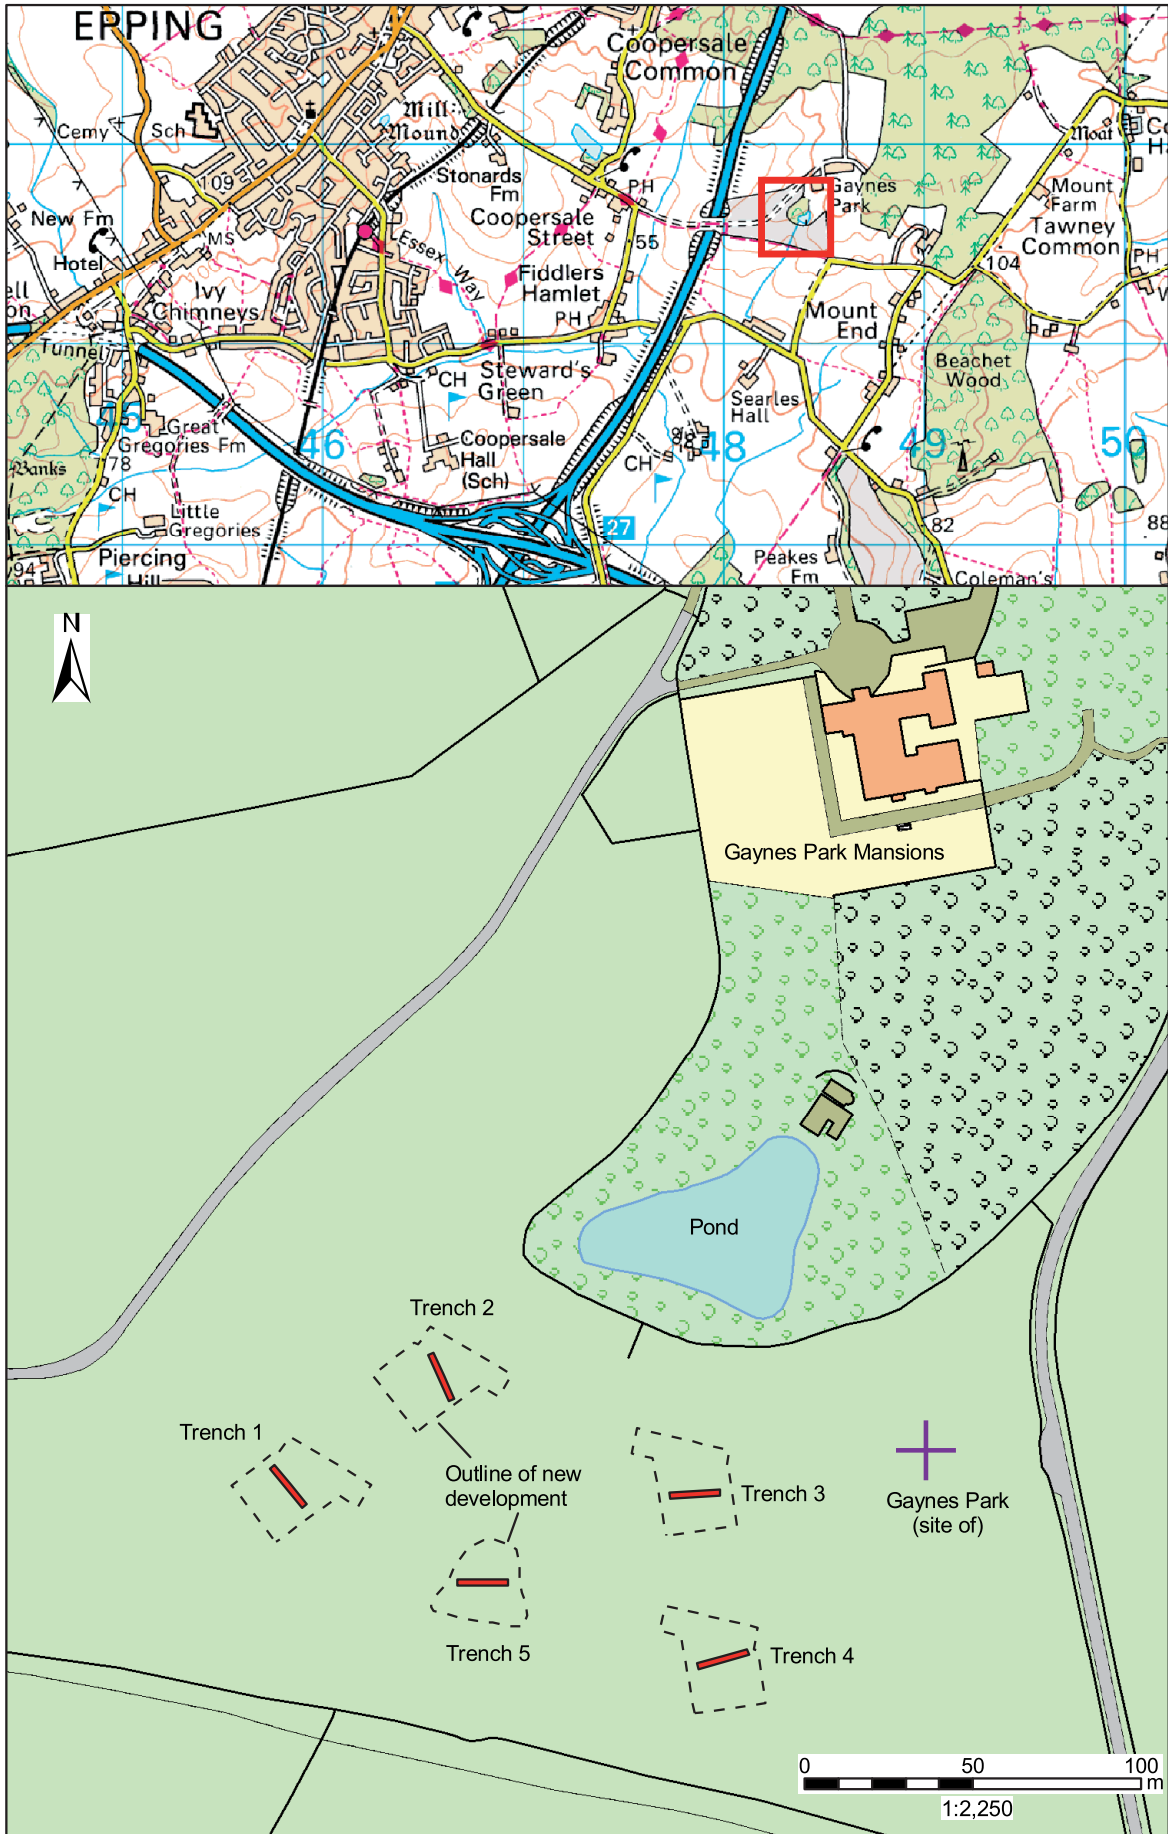 EPPING
Coopersale
Common
Cemy
Sch
Mill
Mound
Moat
109
Stonards
Fm
PH
Gaynes
Park
Mount
Farm
New Fm
Hotel
MS
Coopersale
Street
Essex Way
55
Tawney
Common
PH
104
Ivy
Chimneys
Fiddlers
Hamlet
PH
Mount
End
Tunnel
Steward's
Green
Beachet
Wood
100
CH
Searles
Hall
45
Great
Gregories Fm
46
Coopersale
Hall
(Sch)
CH
48
49
50
Banks
78
CH
Little
Gregories
27
82
88
94
Piercing
Hill
Peakes
Fm
Coleman's
N
Gaynes Park Mansions
Pond
Trench 2
Trench 1
Outline of new
development
Trench 3
Gaynes Park
(site of)
Trench 5
Trench 4
0 50 100
m
1:2,250